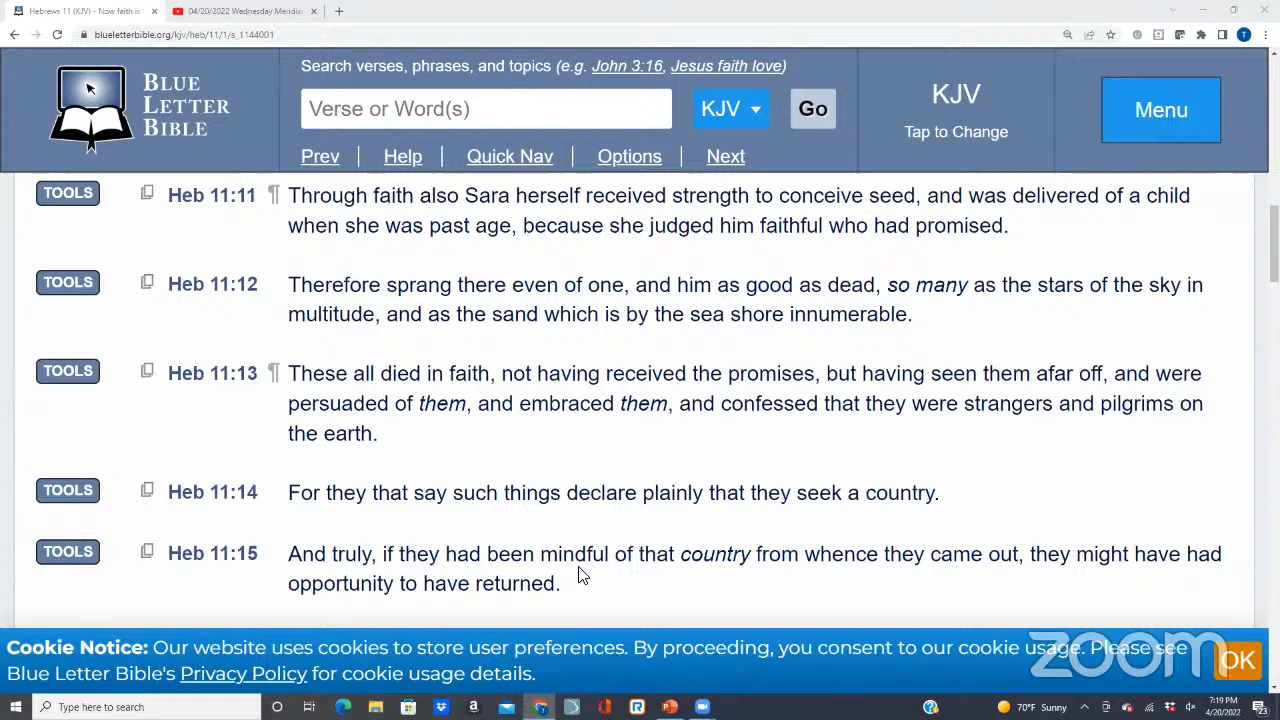 Hebrews 11 (KJV) - Now faith is
04/20/2022 Wednesday Meridia
blueletterbible.org/kjv/heb/11/1/s_1144001
T
BLUE
LETTER
BIBLE
Search verses, phrases, and topics (e.g. John 3:16, Jesus faith love)
Verse or Word(s)
KJV
Go
Prev
Help
Quick Nav
Options
Next
KJV
Tap to Change
Menu
TOOLS Heb 11:11 ¶ Through faith also Sara herself received strength to conceive seed, and was delivered of a child
when she was past age, because she judged him faithful who had promised.
TOOLS Heb 11:12 Therefore sprang there even of one, and him as good as dead, so many as the stars of the sky in
multitude, and as the sand which is by the sea shore innumerable.
TOOLS Heb 11:13 ¶ These all died in faith, not having received the promises, but having seen them afar off, and were
persuaded of them, and embraced them, and confessed that they were strangers and pilgrims on
the earth.
TOOLS Heb 11:14 For they that say such things declare plainly that they seek a country.
TOOLS Heb 11:15 And truly, if they had been mindful of that country from whence they came out, they might have had
opportunity to have returned.
Cookie Notice: Our website uses cookies to store user preferences. By proceeding, you consent to our cookie usage. Please see
Blue Letter Bible's Privacy Policy for cookie usage details.
OK
zoom
Type here to search
70°F Sunny
7:19 PM
4/20/2022
23